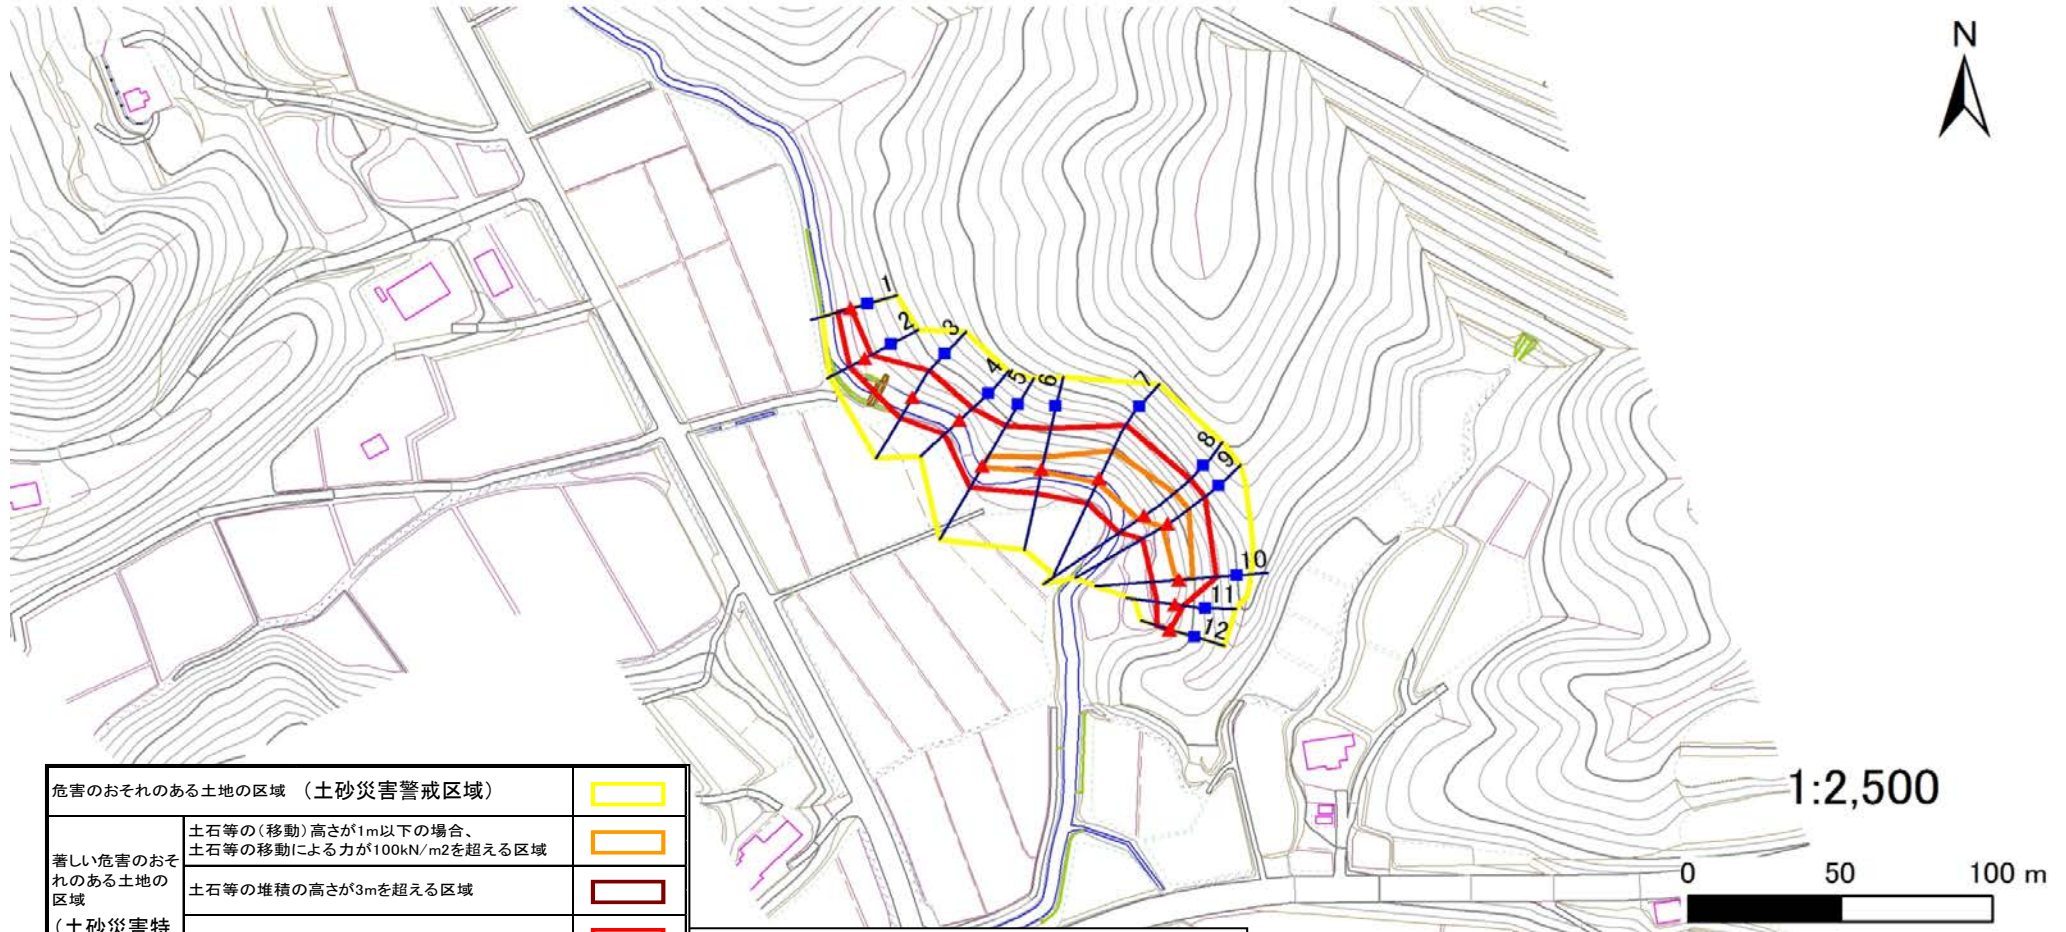 N
1
2
3
4
5
6
7
8
9
10
11
12
1:2,500
0 50 100 m
危害のおそれのある土地の区域 （土砂災害警戒区域）
著しい危害のおそ
れのある土地の
区域
（土砂災害特
土石等の（移動）高さが1m以下の場合、
土石等の移動による力が100kN/m2を超える区域
土石等の堆積の高さが3mを超える区域